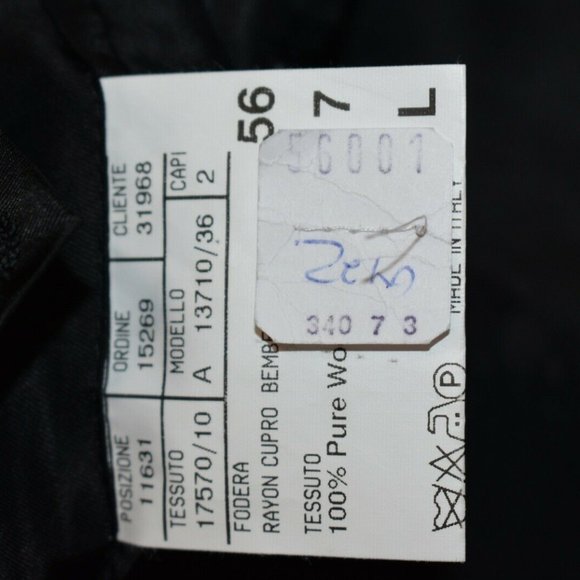 POSIZIONE ORDINE CLIENTE
11631 15269 31968
TESSUTO MODELLO CAPI
17570/10 A 13710/36 2
FODERA 56
RAYON CUPRO
TESSUTO 7
100% Pure
MADE IN ITALY L
P
56001
340 7 3